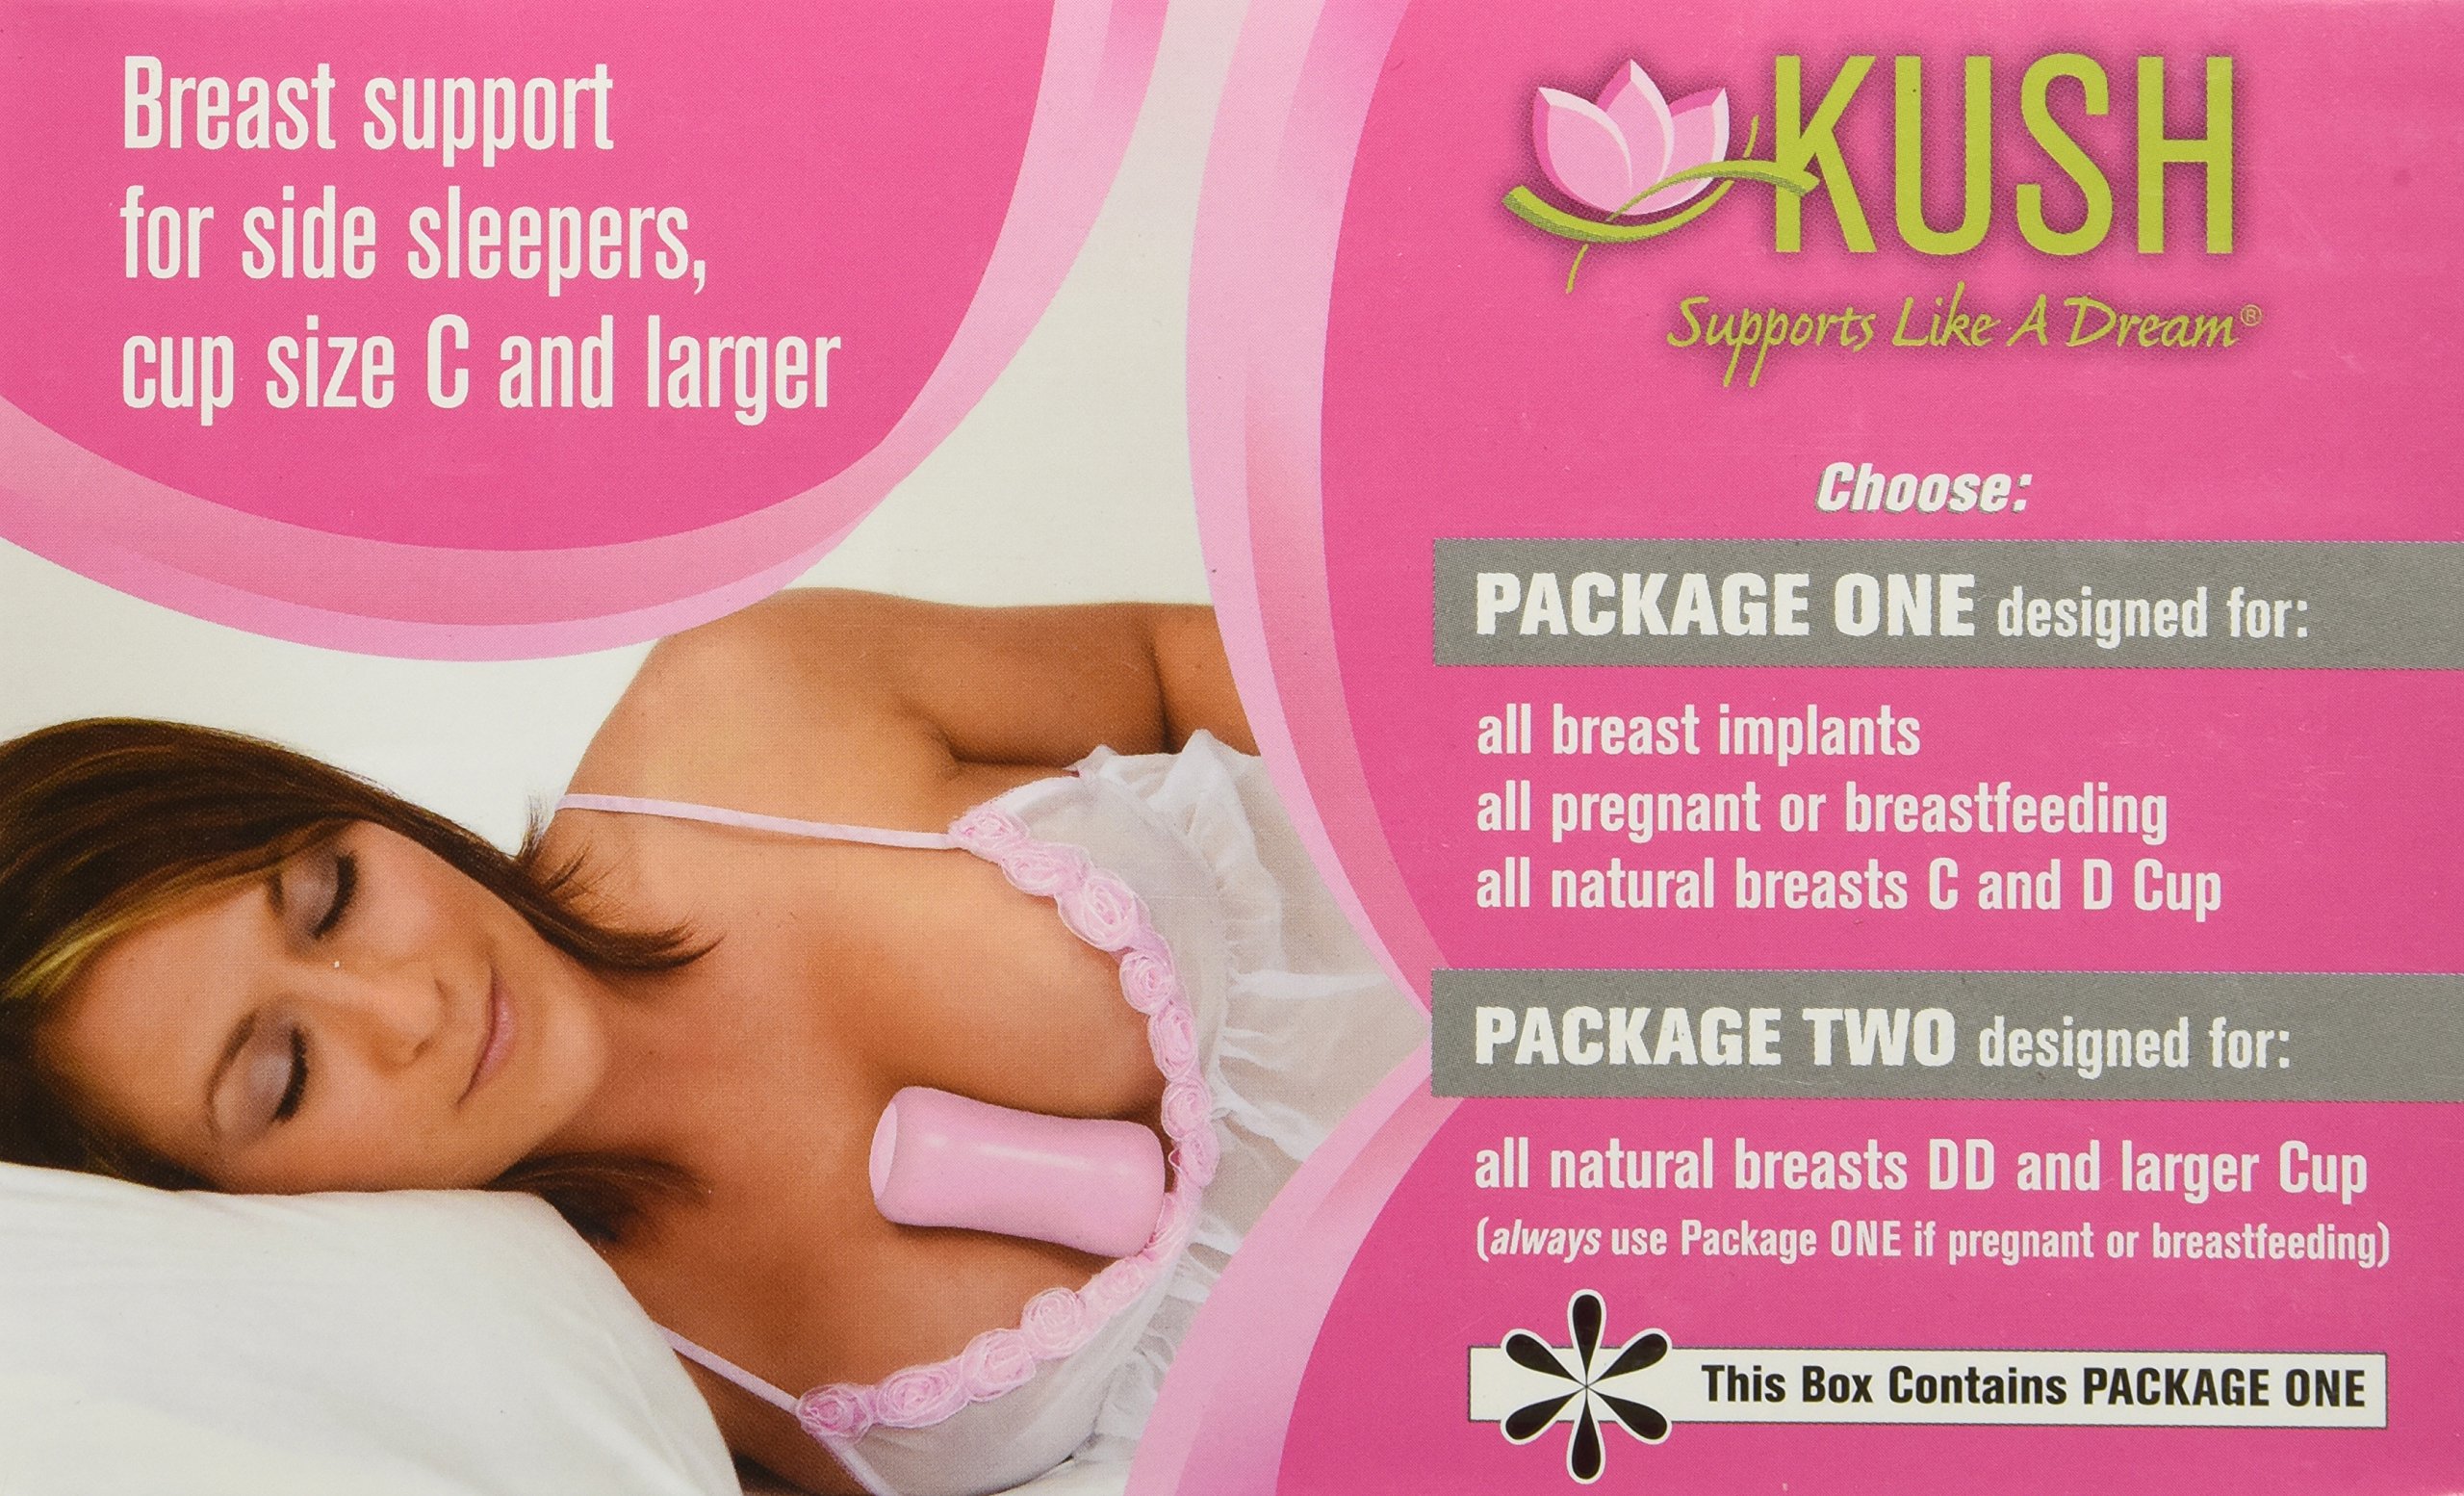 Breast support
for side sleepers,
cup size C and larger
KUSH
Supports Like A Dream®
Choose:
PACKAGE ONE designed for:
all breast implants
all pregnant or breastfeeding
all natural breasts C and D Cup
PACKAGE TWO designed for:
all natural breasts DD and larger Cup
(always use Package ONE if pregnant or breastfeeding)
This Box Contains PACKAGE ONE